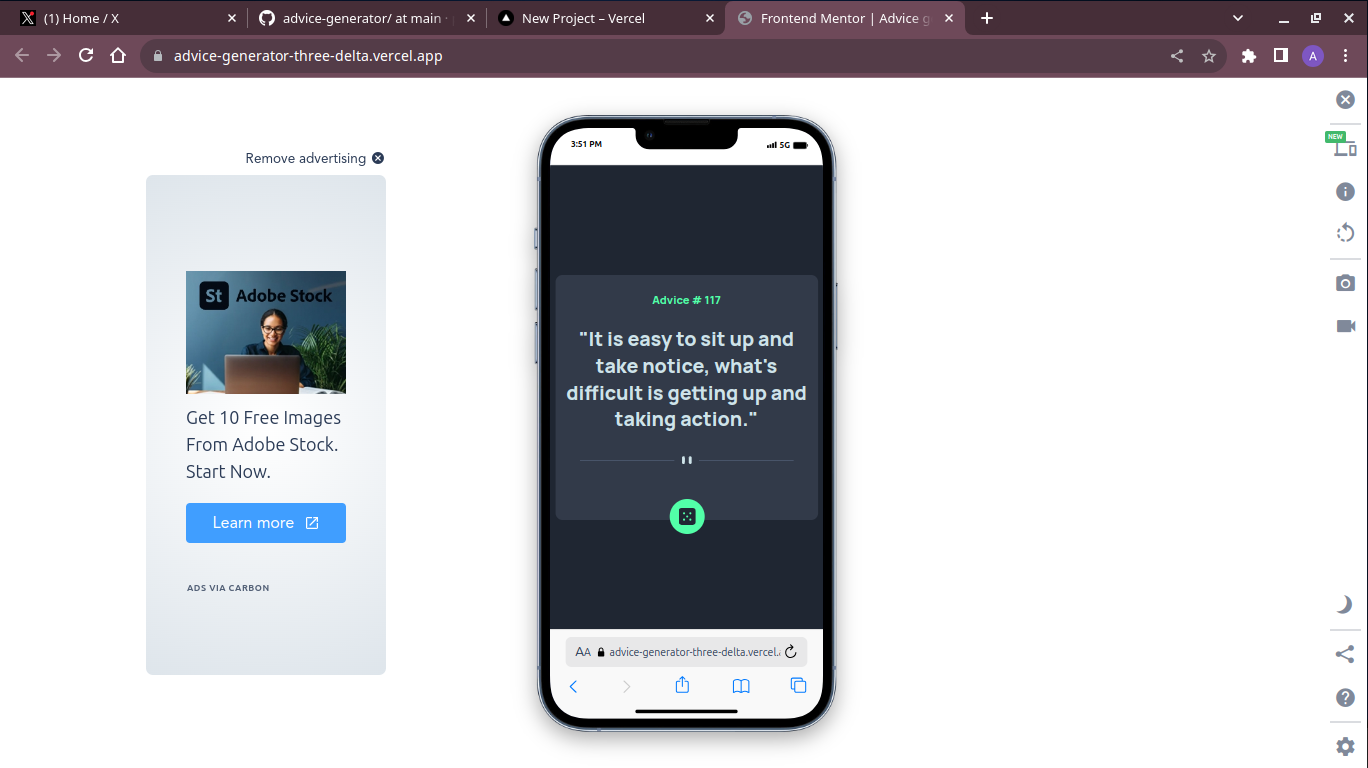 (1) Home / X
advice-generator/ at main ·
New Project – Vercel
Frontend Mentor | Advice g
advice-generator-three-delta.vercel.app
A
NEW
Remove advertising
St Adobe Stock
Get 10 Free Images
From Adobe Stock.
Start Now.
Learn more
ADS VIA CARBON
3:51 PM
5G
Advice # 117
"It is easy to sit up and
take notice, what's
difficult is getting up and
taking action."
AA advice-generator-three-delta.vercel.a